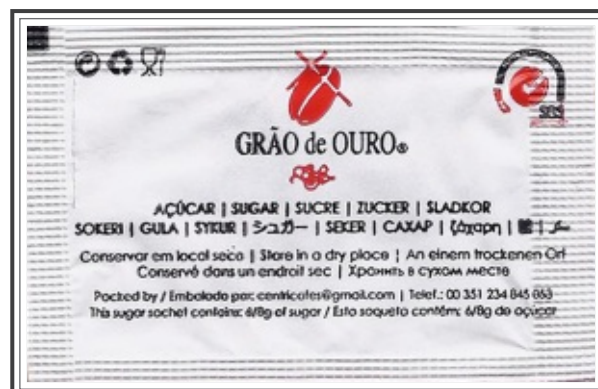 GRÃO de OURO®
AÇÚCAR | SUGAR | SUCRE | ZUCKER | SLADKOR
SOKERI | GULA | SYKUR | シュガー | SEKER | CAXAP | ζάχαρη | 糖 |
Conservar em local seco | Store in a dry place | An einem trockenen Ort
Conservé dans un endroit sec | Хронить в сухом месте
Packed by / Embalado por: centricafes@gmail.com | Telef.: 00 351 234 845 063
This sugar sachet contains: 6/8g of sugar / Esta saqueta contém: 6/8g de açúcar